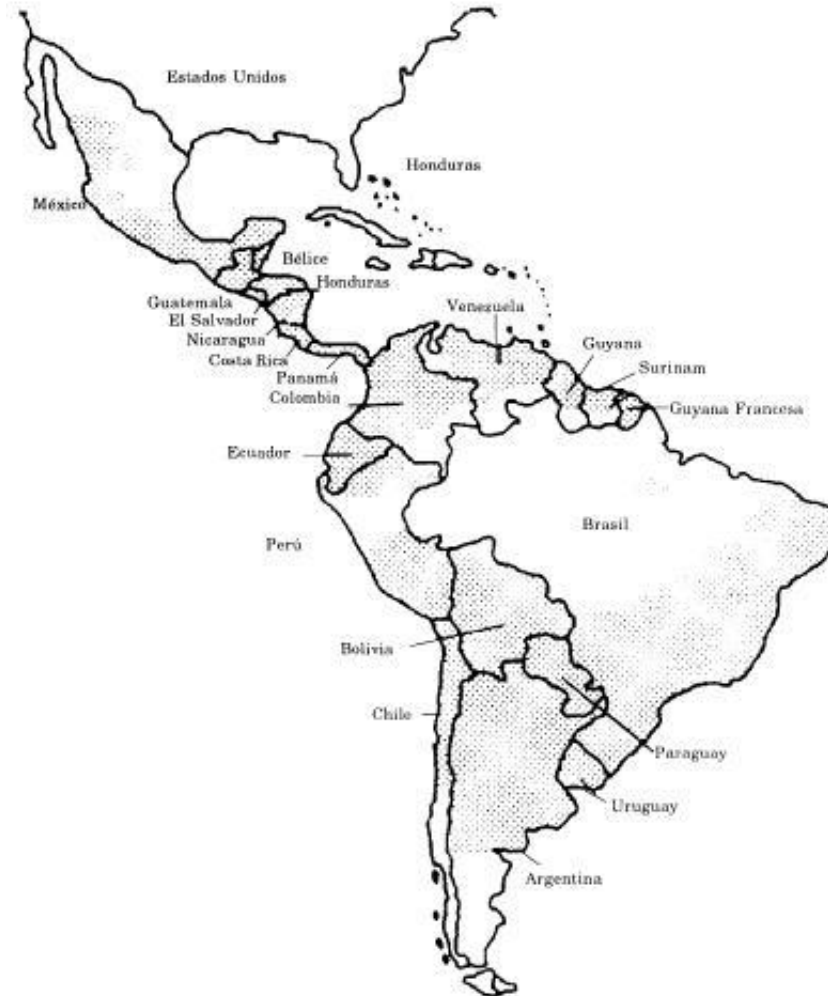 Estados Unidos
Honduras
México
Bélice
Honduras
Guatemala
El Salvador
Nicaragua
Costa Rica
Panamá
Colombia
Venezuela
Guyana
Surinam
Guyana Francesa
Ecuador
Brasil
Perú
Bolivia
Chile
Paraguay
Uruguay
Argentina